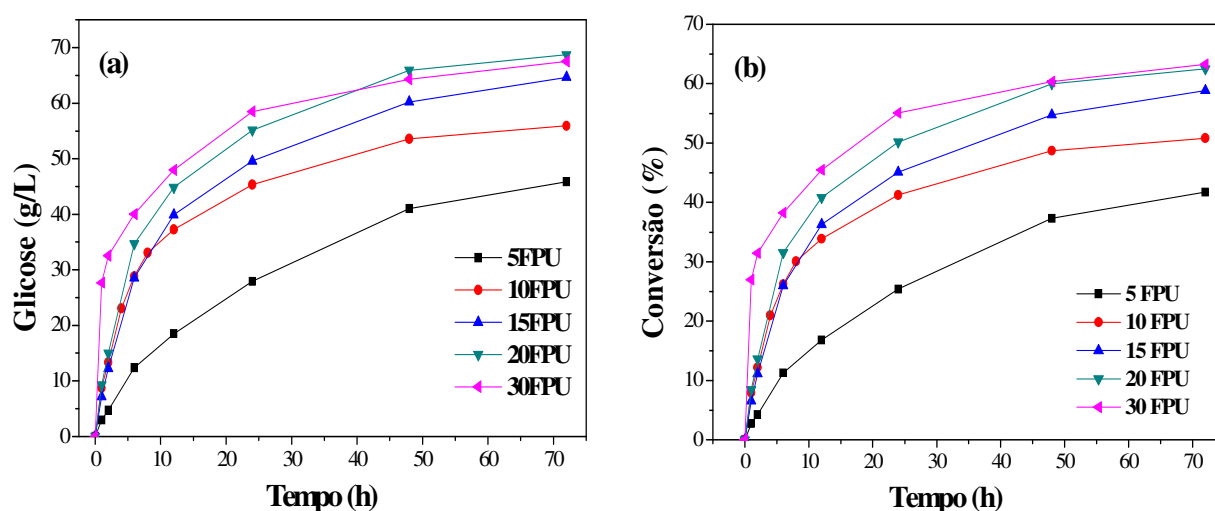 (a)
Glicose (g/L)
70
60
50
40
30
20
10
0
0 10 20 30 40 50 60 70
Tempo (h)
5FPU
10FPU
15FPU
20FPU
30FPU
(b)
Conversão (%)
70
60
50
40
30
20
10
0
0 10 20 30 40 50 60 70
Tempo (h)
5 FPU
10 FPU
15 FPU
20 FPU
30 FPU